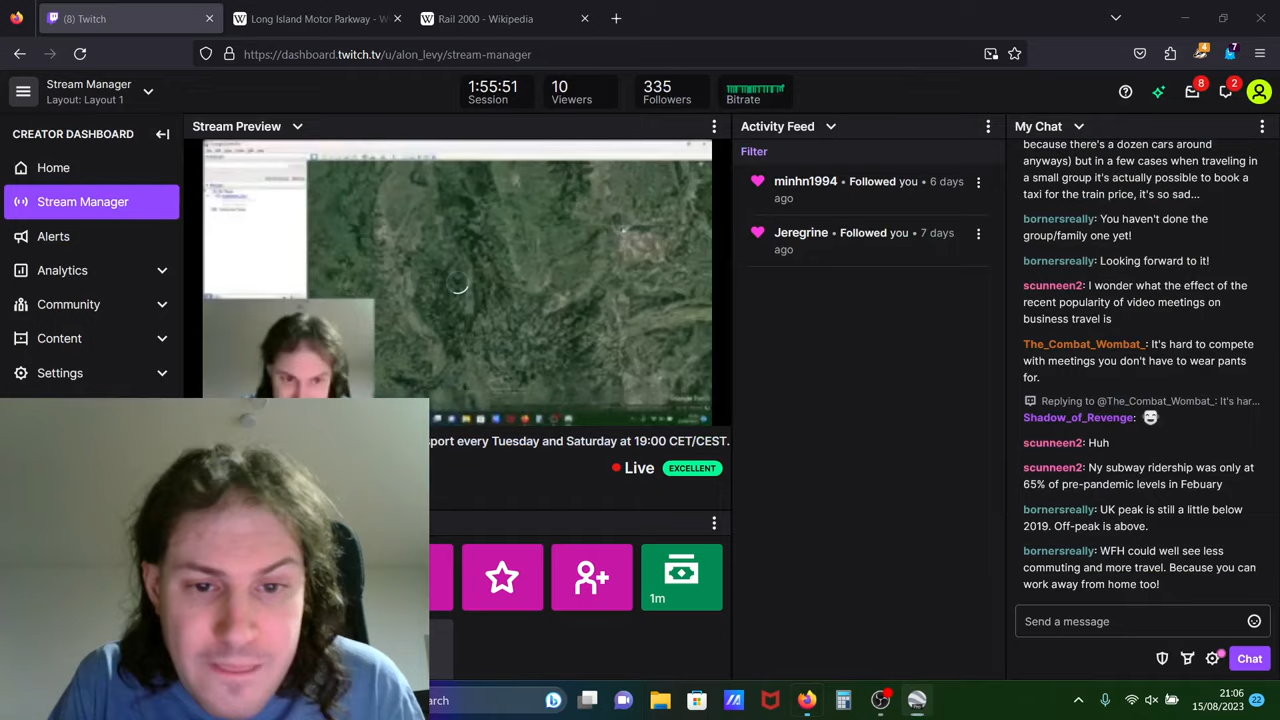 (8) Twitch
Long Island Motor Parkway - W
Rail 2000 - Wikipedia
https://dashboard.twitch.tv/u/alon_levy/stream-manager
4
7
Stream Manager
Layout: Layout 1
1:55:51
Session
10
Viewers
335
Followers
Bitrate
8
2
CREATOR DASHBOARD
Home
Stream Manager
Alerts
Analytics
Community
Content
Settings
Stream Preview
sport every Tuesday and Saturday at 19:00 CET/CEST.
Live
EXCELLENT
1m
Activity Feed
Filter
minhn1994 • Followed you • 6 days
ago
Jeregrine • Followed you • 7 days
ago
My Chat
anyways) but in a few cases when traveling in
a small group it's actually possible to book a
taxi for the return, it's so sad...
bornersreally: You haven't done the
group/family one yet!
bornersreally: Looking forward to it!
scunneen2: I wonder what the effect of the
recent popularity of video meetings on
business travel is
The_Combat_Wombat_: It's hard to compete
with meetings you don't have to wear pants
for.
Replying to @The_Combat_Wombat_: It's har...
Shadow_of_Revenge:
scunneen2: Huh
scunneen2: Ny subway ridership was only at
65% of pre-pandemic levels in Febuary
bornersreally: UK peak is still a little below
2019. Off-peak is above.
bornersreally: WFH could well see less
commuting and more travel. Because you can
work away from home too!
Send a message
Chat
arch
21:06
15/08/2023
22